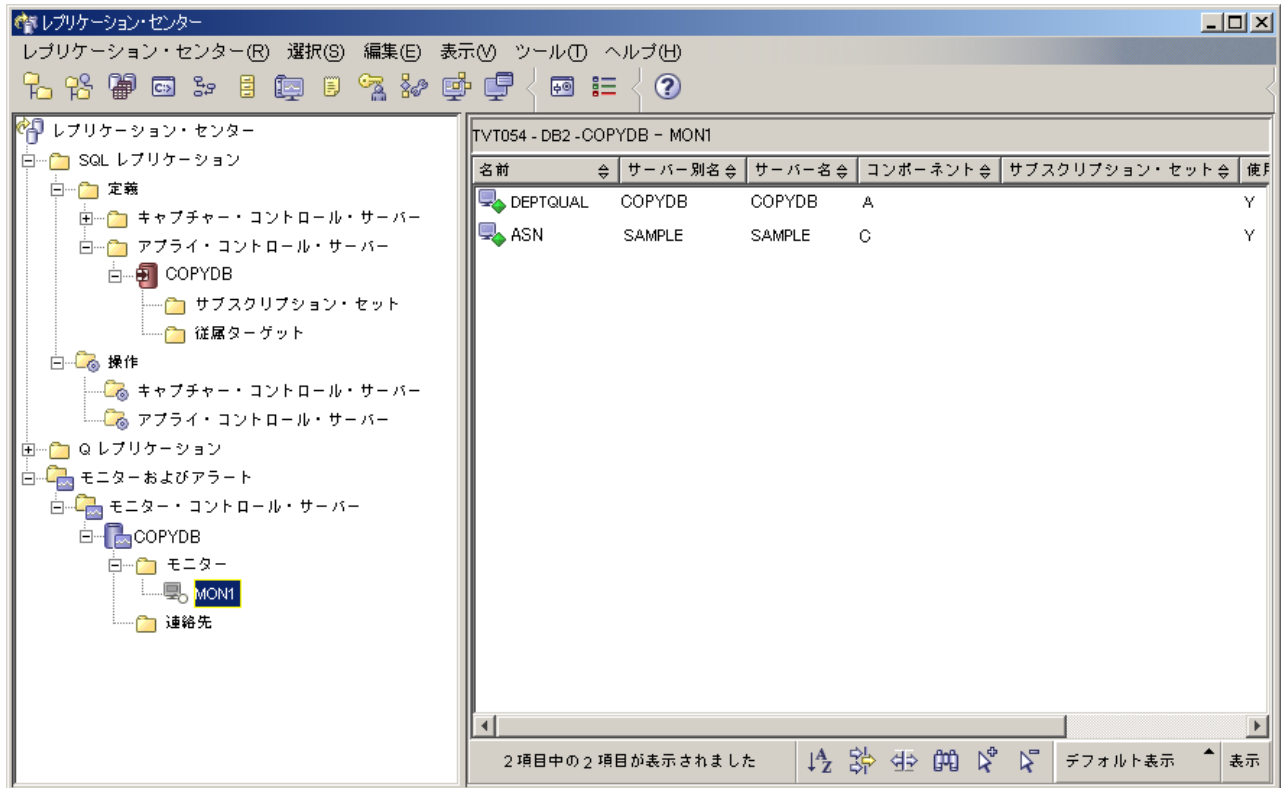 レプリケーション・センター
レプリケーション・センター(R) 選択(S) 編集(E) 表示(V) ツール(T) ヘルプ(H)
レプリケーション・センター
SQL レプリケーション
定義
キャプチャー・コントロール・サーバー
アプライ・コントロール・サーバー
COPYDB
サブスクリプション・セット
従属ターゲット
操作
キャプチャー・コントロール・サーバー
アプライ・コントロール・サーバー
Q レプリケーション
モニターおよびアラート
モニター・コントロール・サーバー
COPYDB
モニター
MON1
連絡先
TVT054 - DB2 -COPYDB - MON1
名前 サーバー別名 サーバー名 コンポーネント サブスクリプション・セット 使用
DEPTQUAL COPYDB COPYDB A Y
ASN SAMPLE SAMPLE C Y
2項目中の2項目が表示されました デフォルト表示 表示